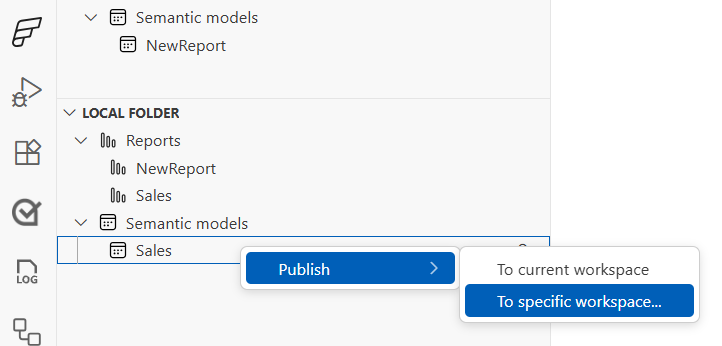 Semantic models
NewReport
LOCAL FOLDER
Reports
NewReport
Sales
Semantic models
Sales
Publish
To current workspace
To specific workspace...
LOG